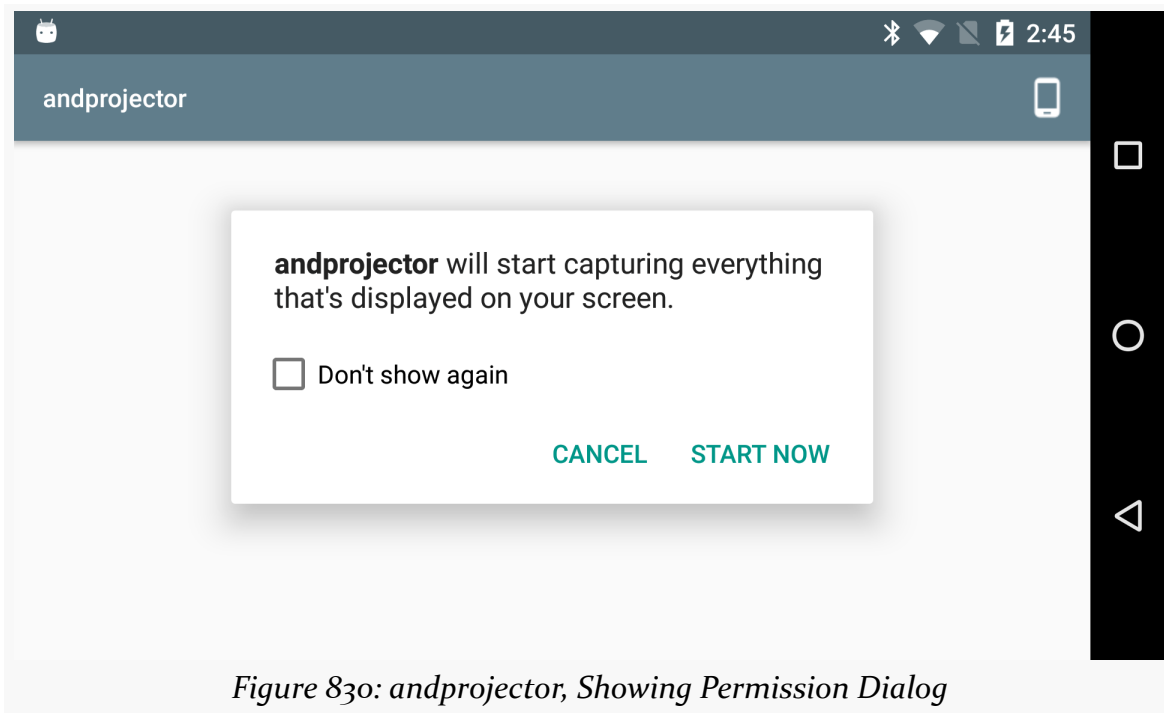 2:45
andprojector
andprojector will start capturing everything
that's displayed on your screen.
Don't show again
CANCEL START NOW
Figure 830: andprojector, Showing Permission Dialog